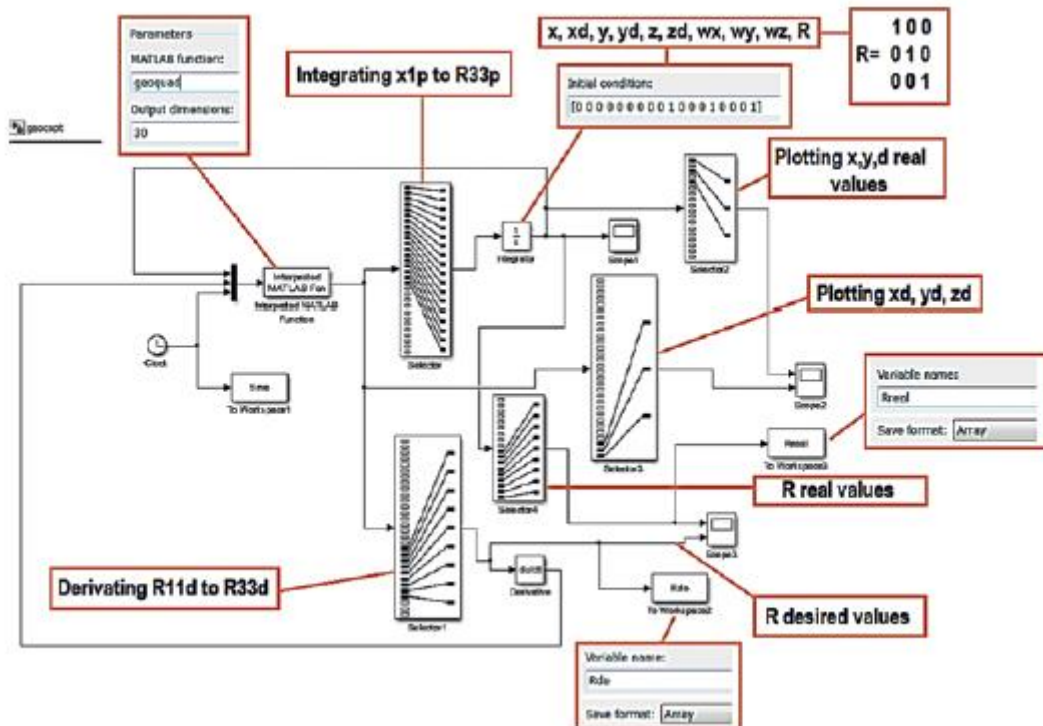 Parameters
MATLAB function:
geoquad
Output dimensions:
30
Integrating x1p to R33p
x, xd, y, yd, z, zd, wx, wy, wz, R
Initial condition:
[0 0 0 0 0 0 0 0 0 1 0 0 0 1 0 0 0 1]
1 0 0
R= 0 1 0
0 0 1
Plotting x,y,d real
values
Interpreted
MATLAB Fcn
Interpreted MATLAB
Function
Selector
Integrator
Scope1
Selector2
Plotting xd, yd, zd
Clock
time
To Workspace1
Selector3
Scope2
Variable name:
Rreal
Save format: Array
Rreal
To Workspace3
Selector4
R real values
Scope3
Derivating R11d to R33d
Selector1
du/dt
Derivative
Rde
To Workspace2
R desired values
Variable name:
Rde
Save format: Array